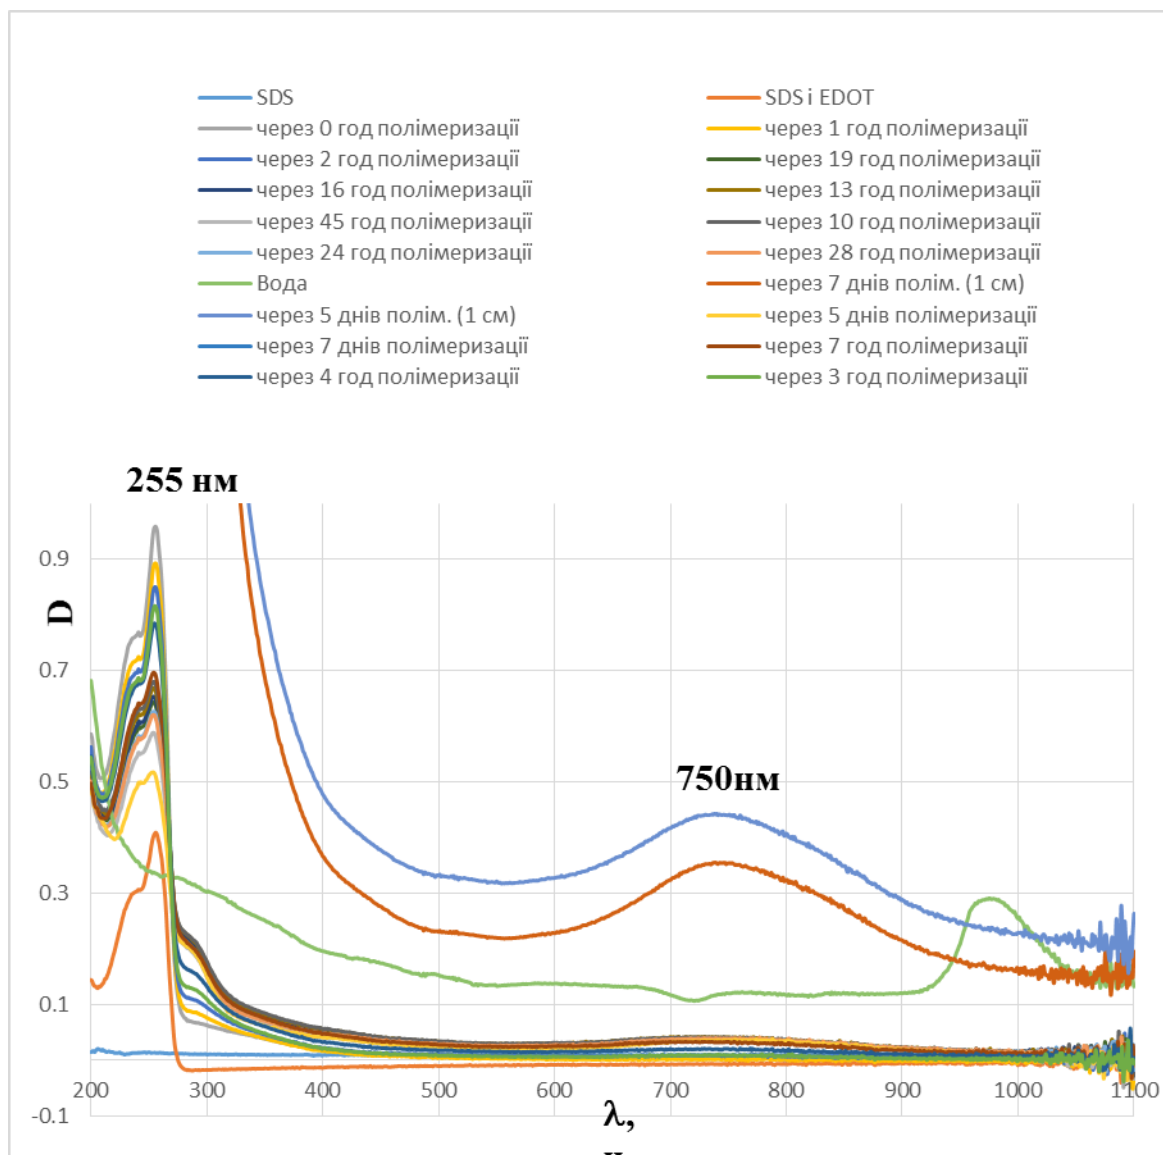 SDS SDS і EDOT
через 0 год полімеризації через 1 год полімеризації
через 2 год полімеризації через 19 год полімеризації
через 16 год полімеризації через 13 год полімеризації
через 45 год полімеризації через 10 год полімеризації
через 24 год полімеризації через 28 год полімеризації
Вода через 7 днів полім. (1 см)
через 5 днів полім. (1 см) через 5 днів полімеризації
через 7 днів полімеризації через 7 год полімеризації
через 4 год полімеризації через 3 год полімеризації
255 нм
0.9
D
0.7
750нм
0.5
0.3
0.1
200 300 400 500 600 700 800 900 1000 1100
-0.1
λ,